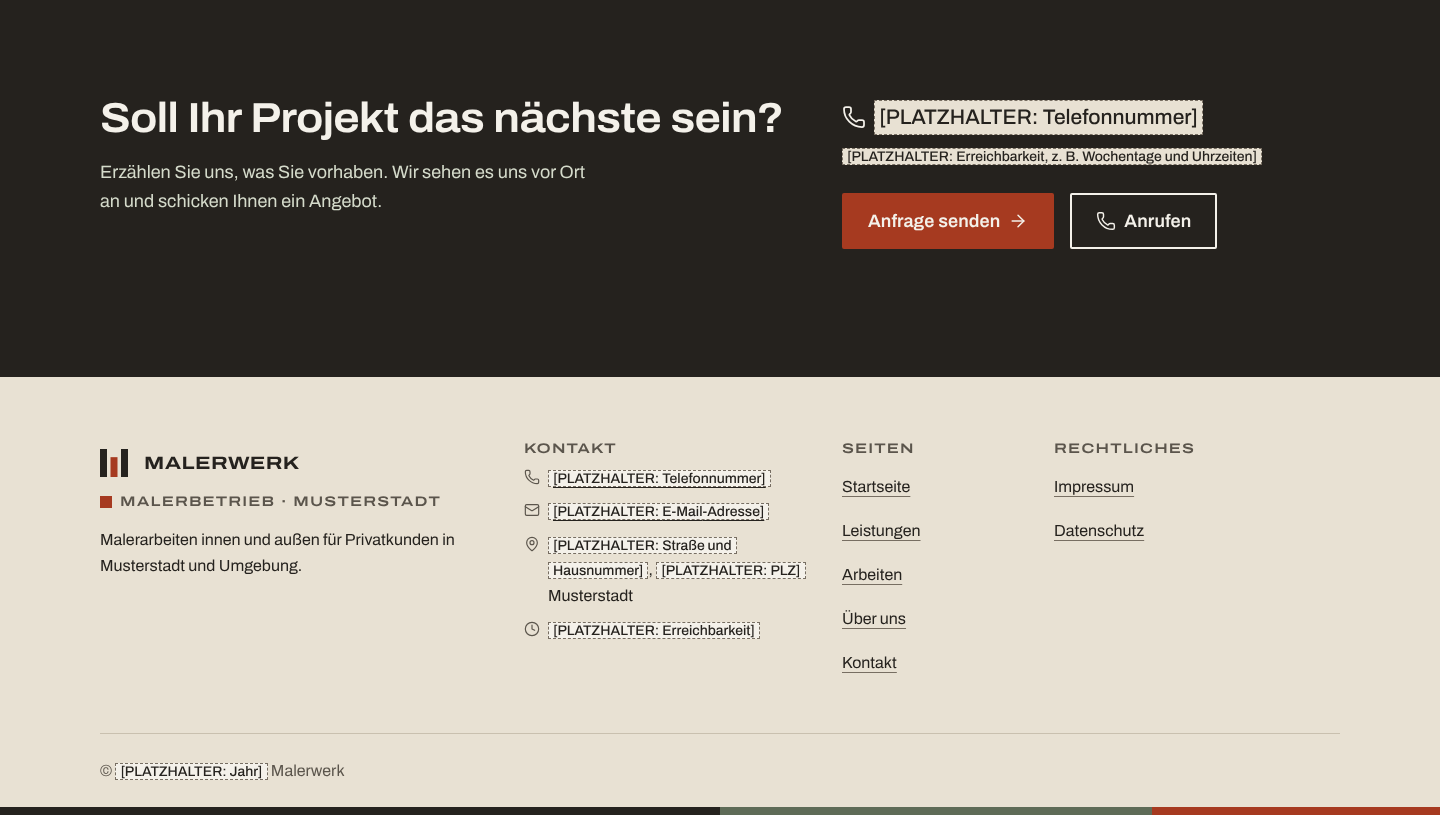 Soll Ihr Projekt das nächste sein?
Erzählen Sie uns, was Sie vorhaben. Wir sehen es uns vor Ort
an und schicken Ihnen ein Angebot.
[PLATZHALTER: Telefonnummer]
[PLATZHALTER: Erreichbarkeit, z. B. Wochentage und Uhrzeiten]
Anfrage senden
Anrufen
MALERWERK
MALERBETRIEB · MUSTERSTADT
Malerarbeiten innen und außen für Privatkunden in
Musterstadt und Umgebung.
KONTAKT
[PLATZHALTER: Telefonnummer]
[PLATZHALTER: E-Mail-Adresse]
[PLATZHALTER: Straße und
Hausnummer], [PLATZHALTER: PLZ]
Musterstadt
[PLATZHALTER: Erreichbarkeit]
SEITEN
Startseite
Leistungen
Arbeiten
Über uns
Kontakt
RECHTLICHES
Impressum
Datenschutz
© [PLATZHALTER: Jahr] Malerwerk